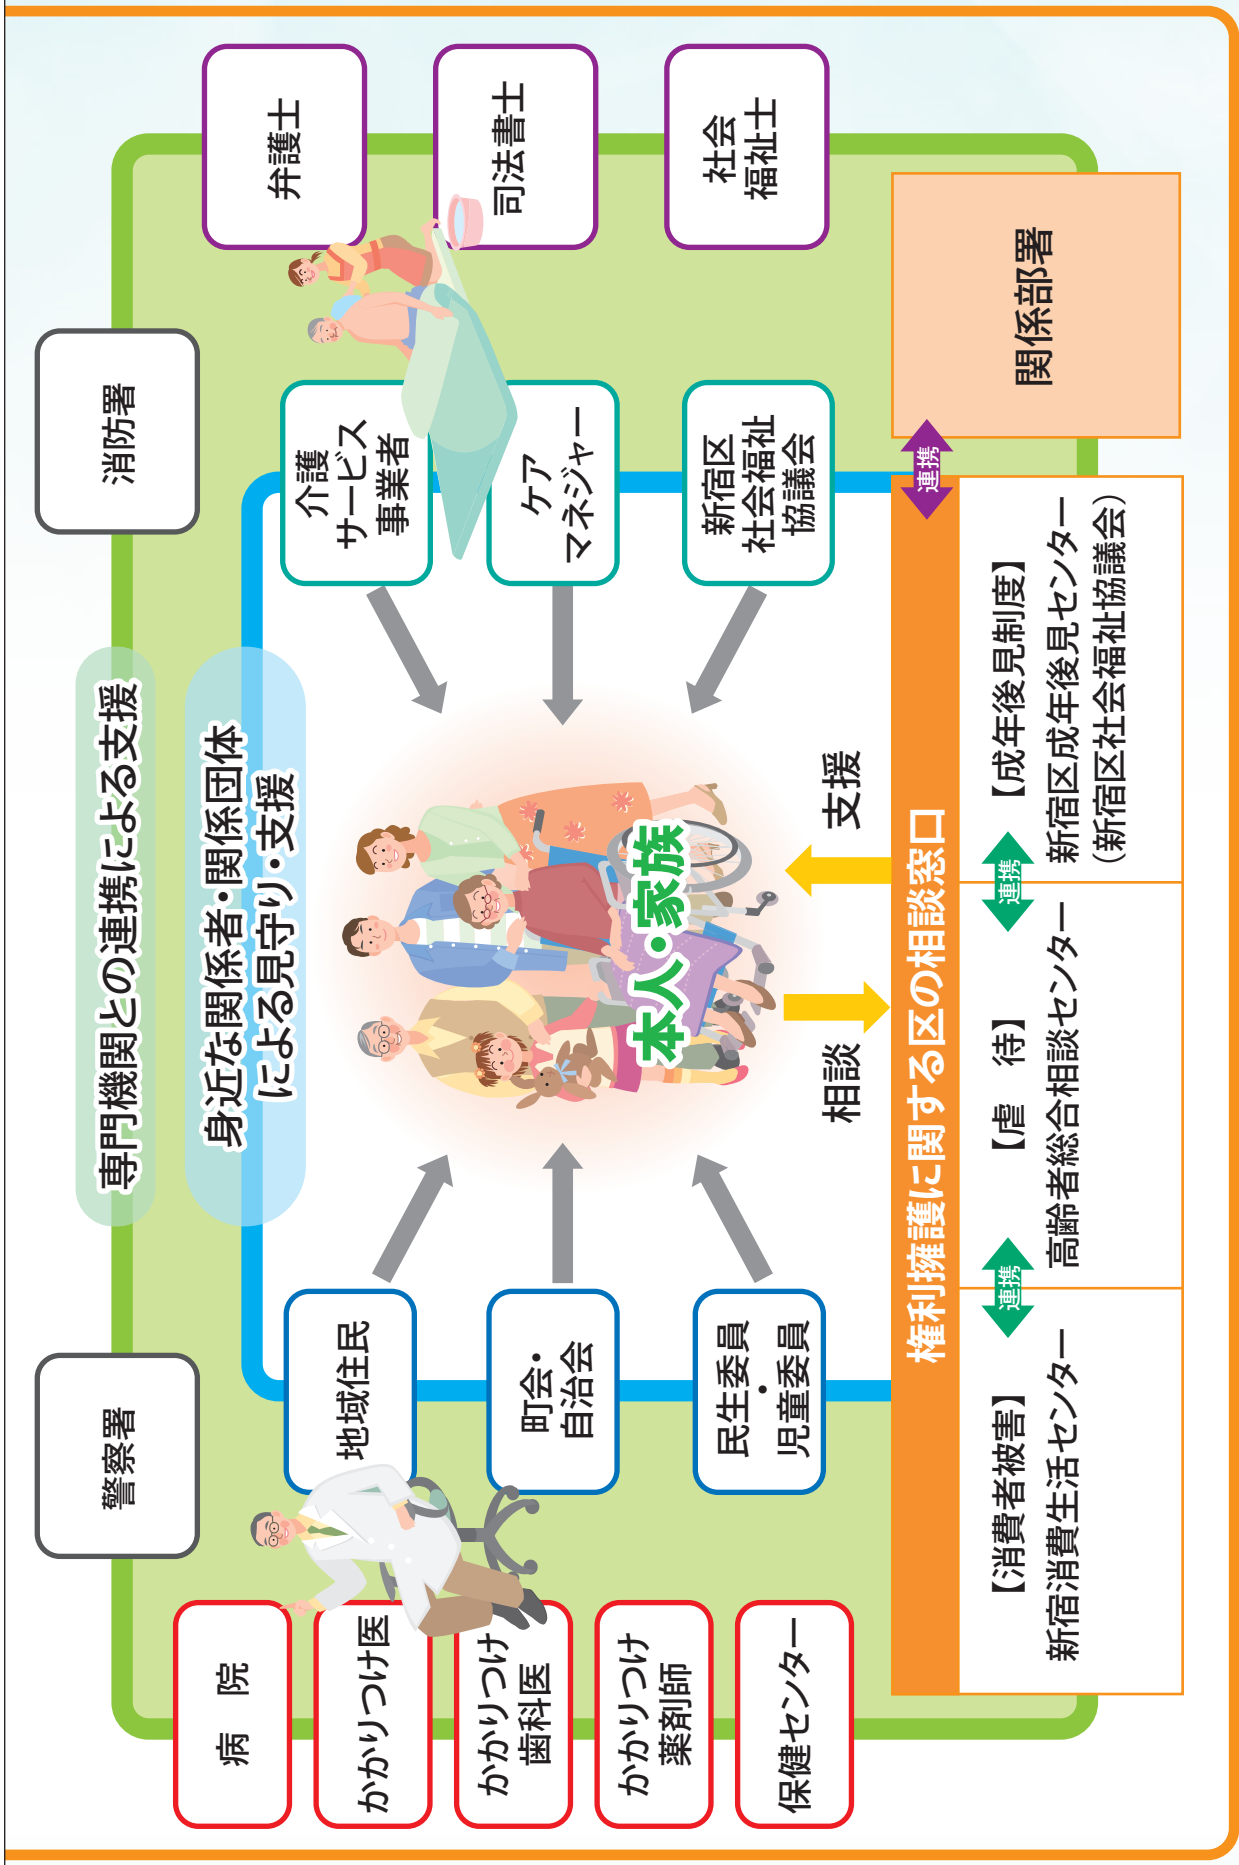 専門機関との連携による支援
警察署
消防署
身近な関係者・関係団体
による見守り・支援
病　院
かかりつけ医
かかりつけ
歯科医
かかりつけ
薬剤師
保健センター
地域住民
町会・
自治会
民生委員
・
児童委員
本人・家族
介護
サービス
事業者
ケア
マネジャー
新宿区
社会福祉
協議会
弁護士
司法書士
社会
福祉士
相談
支援
権利擁護に関する区の相談窓口
連携
関係部署
【消費者被害】
新宿消費生活センター
連携
【虐　待】
高齢者総合相談センター
連携
【成年後見制度】
新宿区成年後見センター
（新宿区社会福祉協議会）